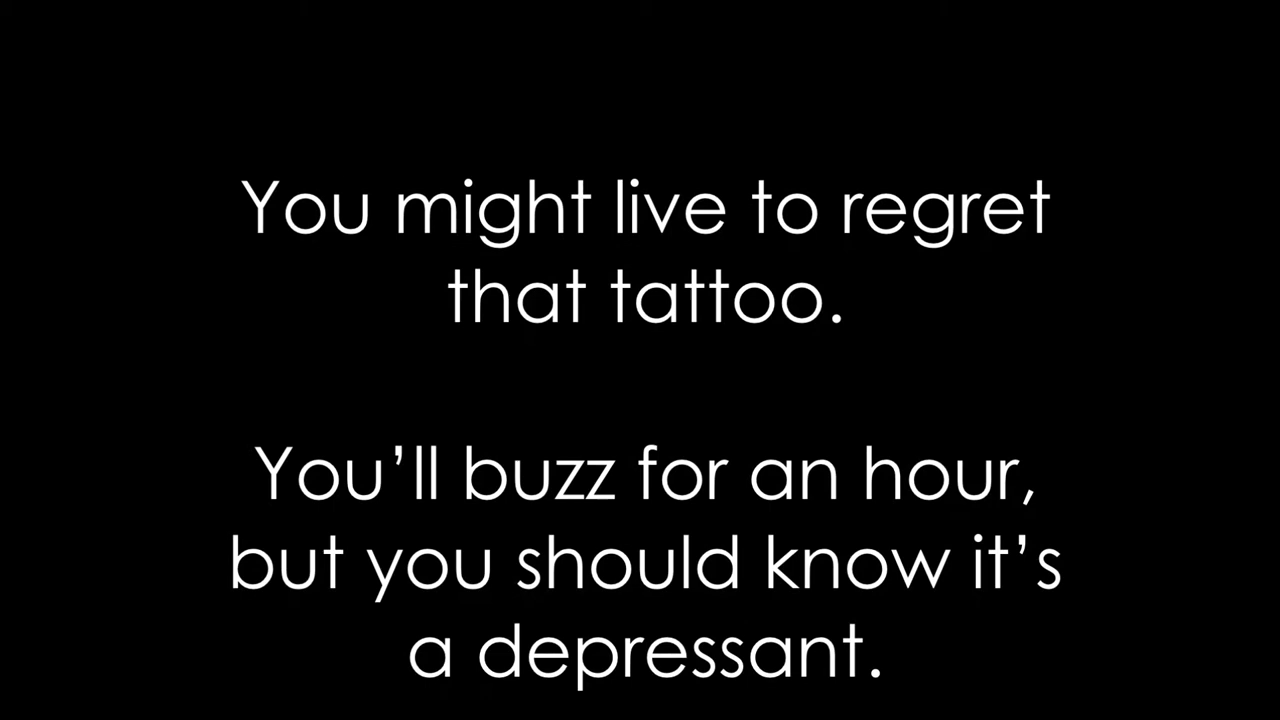 You might live to regret
that tattoo.
You’ll buzz for an hour,
but you should know it’s
a depressant.